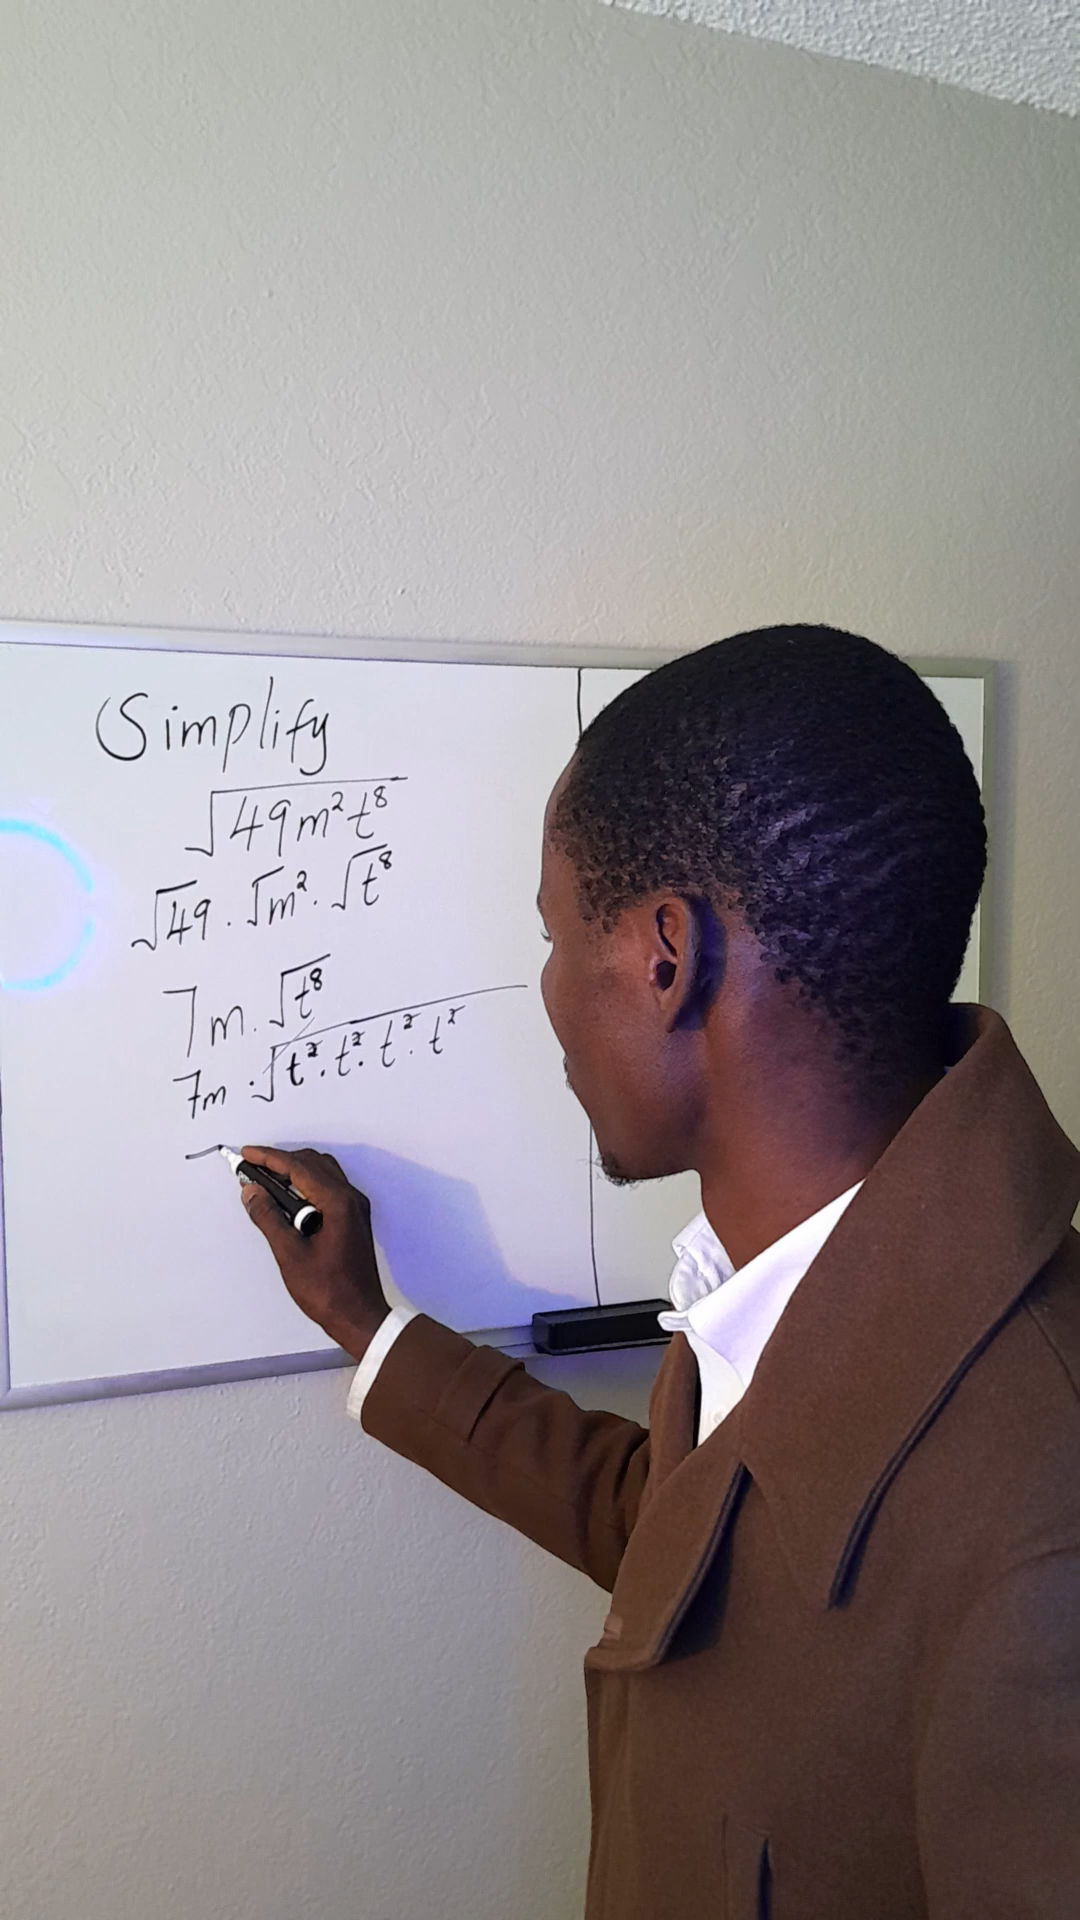 Simplify
√49m²t⁸
√49 . √m² . √t⁸
7m . √t⁸
7m . √t² . t² . t² . t²